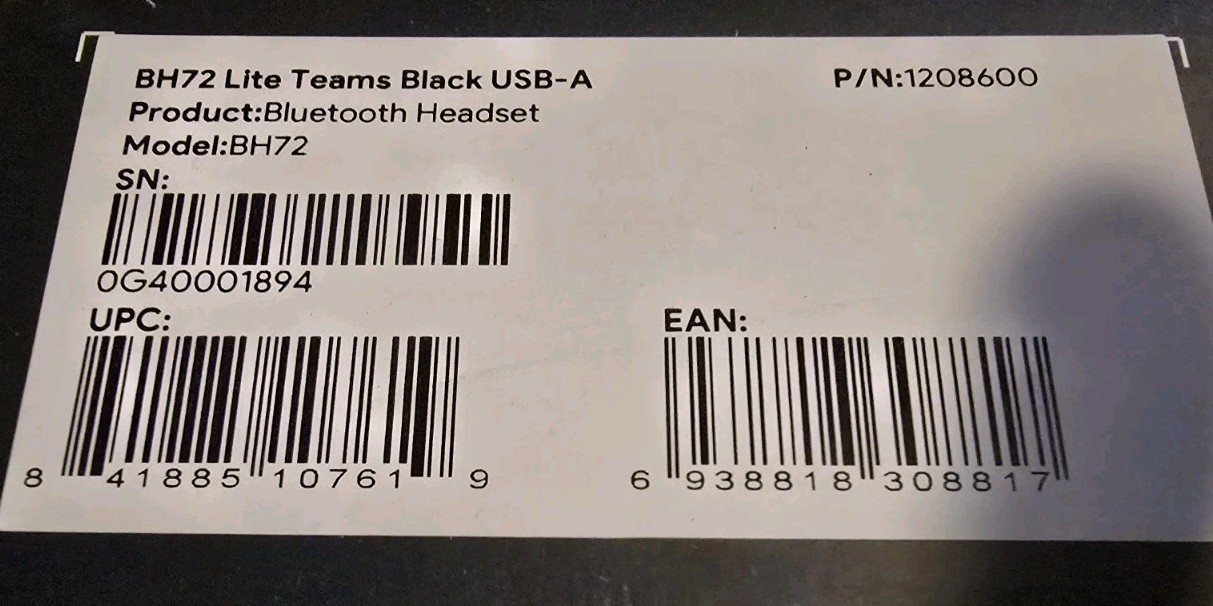 BH72 Lite Teams Black USB-A
P/N:1208600
Product:Bluetooth Headset
Model:BH72
SN:
0G40001894
UPC:
8 41885 10761 9
EAN:
6 938818 308817